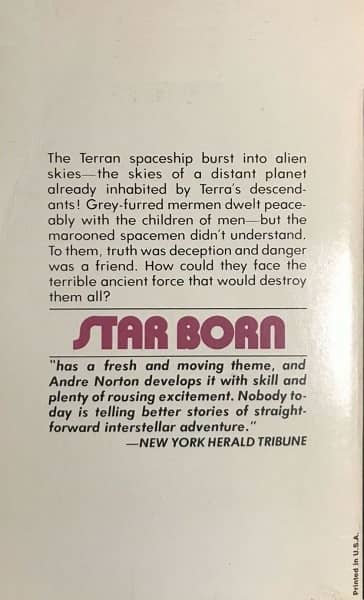 The Terran spaceship burst into alien
skies—the skies of a distant planet
already inhabited by Terra's descend-
ants! Grey-furred mermen dwelt peace-
ably with the children of men—but the
marooned spacemen didn't understand.
To them, truth was deception and danger
was a friend. How could they face the
terrible ancient force that would destroy
them all?
STAR BORN
"has a fresh and moving theme, and
Andre Norton develops it with skill and
plenty of rousing excitement. Nobody to-
day is telling better stories of straight-
forward interstellar adventure."
—NEW YORK HERALD TRIBUNE
Printed in U.S.A.